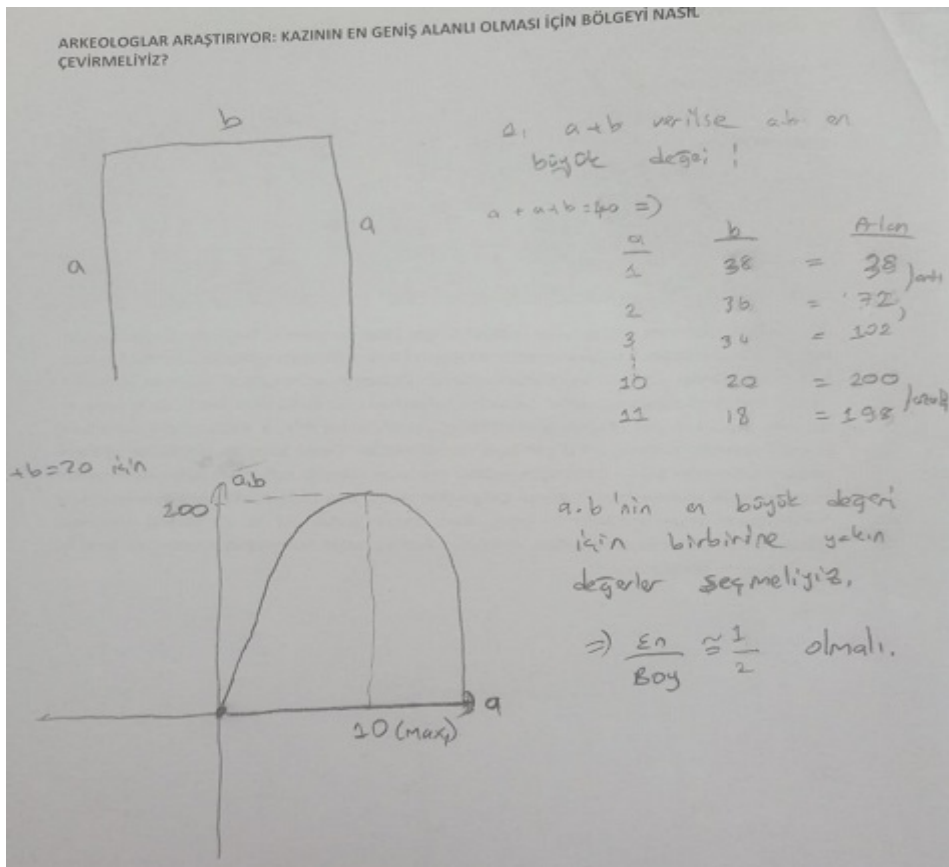 ARKEOLOGLAR ARAŞTIRIYOR: KAZININ EN GENİŞ ALANLI OLMASI İÇİN BÖLGEYİ NASIL
ÇEVİRMELİYİZ?
b
a
a
a+b verilse a.b. en
büyük değeri !
a + a+b = 40 =>
a b Alan
1 38 = 38
2 36 = 72
3 34 = 102
10 20 = 200
11 18 = 198
+b=20 için
a.b
200
10 (max)
a
a.b'nin en büyük değeri
için birbirine yakın
değerler seçmeliyiz.
=> En/Boy ≅ 1/2 olmalı.